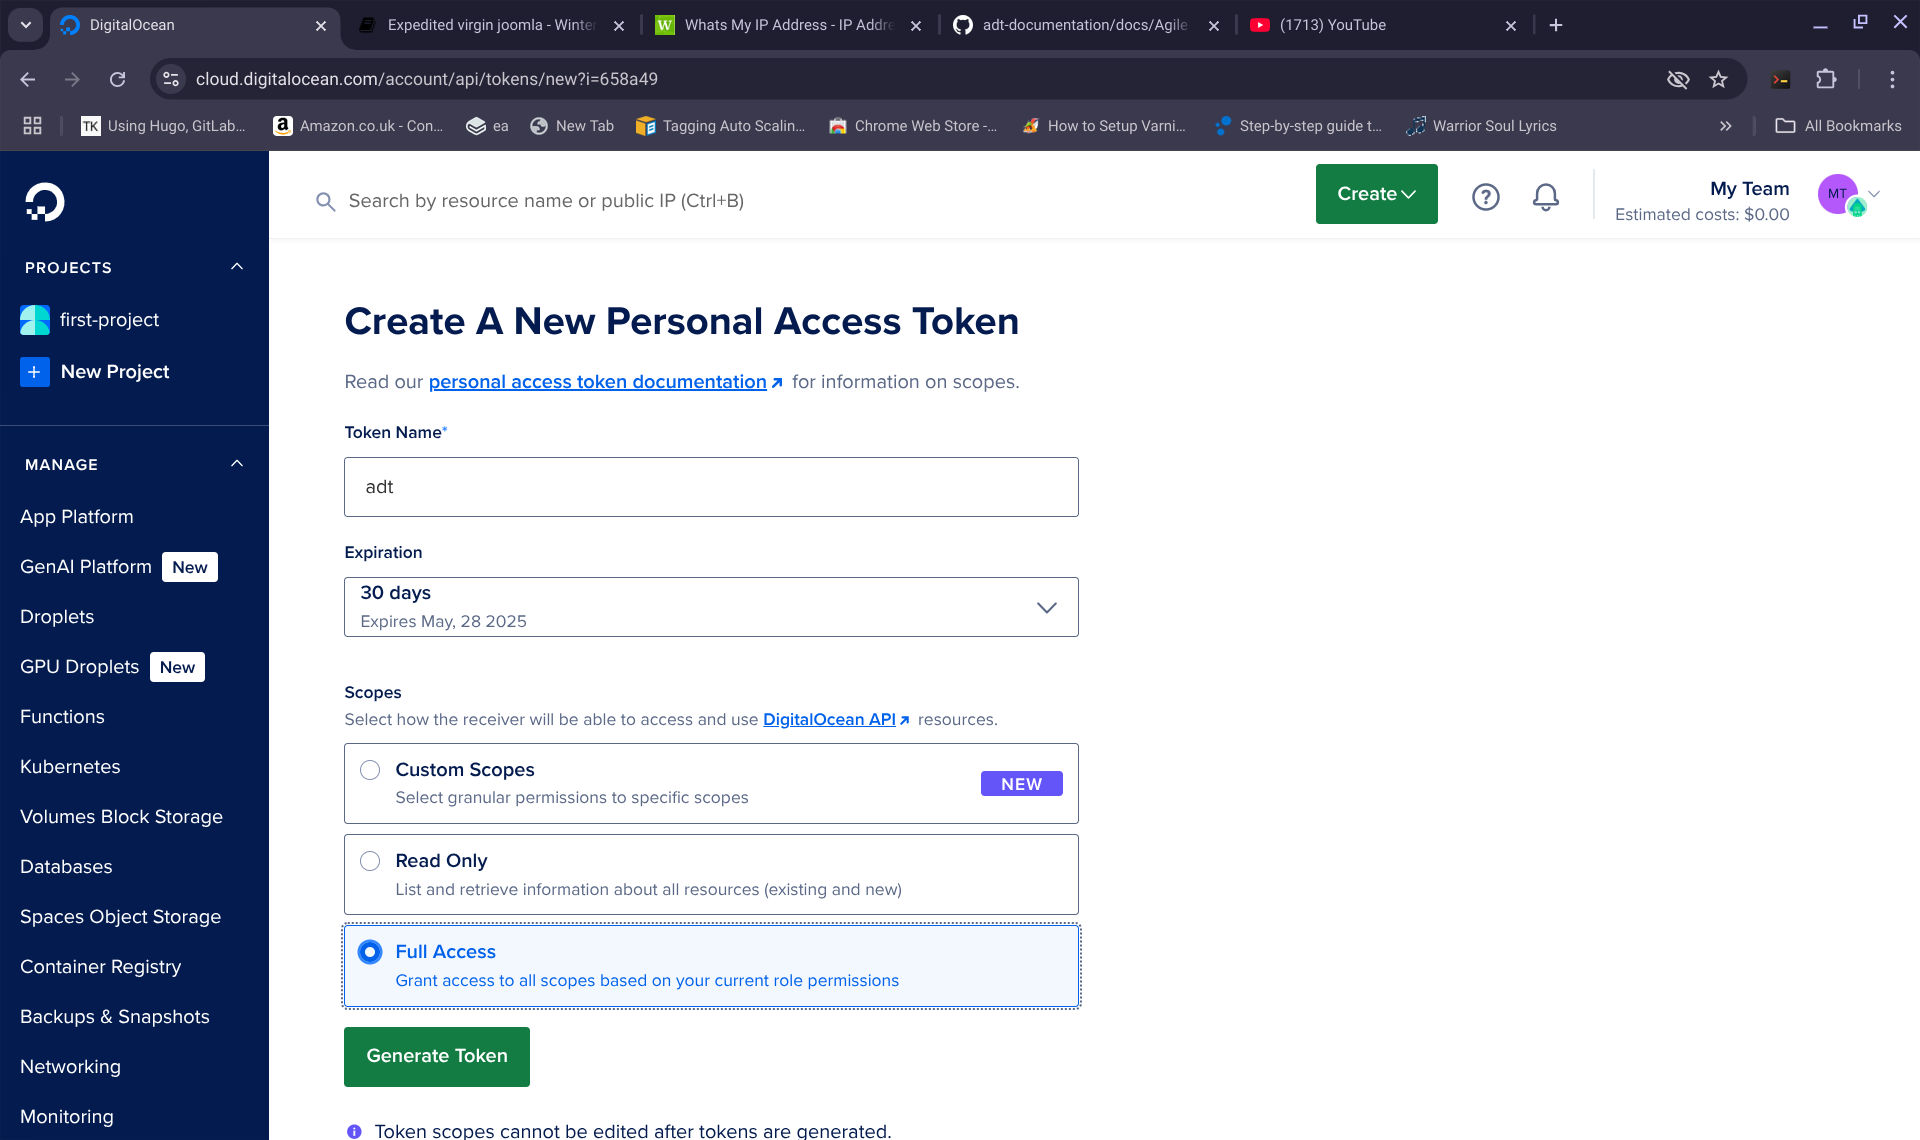 DigitalOcean
Expedited virgin joomla - Winter
Whats My IP Address - IP Addre
adt-documentation/docs/Agile
(1713) YouTube
cloud.digitalocean.com/account/api/tokens/new?i=658a49
TK
Using Hugo, GitLab...
Amazon.co.uk - Con...
ea
New Tab
Tagging Auto Scalin...
Chrome Web Store -...
How to Setup Varni...
Step-by-step guide t...
Warrior Soul Lyrics
All Bookmarks
Search by resource name or public IP (Ctrl+B)
Create
My Team
Estimated costs: $0.00
MT
PROJECTS
first-project
New Project
MANAGE
App Platform
GenAI Platform New
Droplets
GPU Droplets New
Functions
Kubernetes
Volumes Block Storage
Databases
Spaces Object Storage
Container Registry
Backups & Snapshots
Networking
Monitoring
Create A New Personal Access Token
Read our personal access token documentation for information on scopes.
Token Name*
adt
Expiration
30 days
Expires May, 28 2025
Scopes
Select how the receiver will be able to access and use DigitalOcean API resources.
Custom Scopes
Select granular permissions to specific scopes
NEW
Read Only
List and retrieve information about all resources (existing and new)
Full Access
Grant access to all scopes based on your current role permissions
Generate Token
Token scopes cannot be edited after tokens are generated.